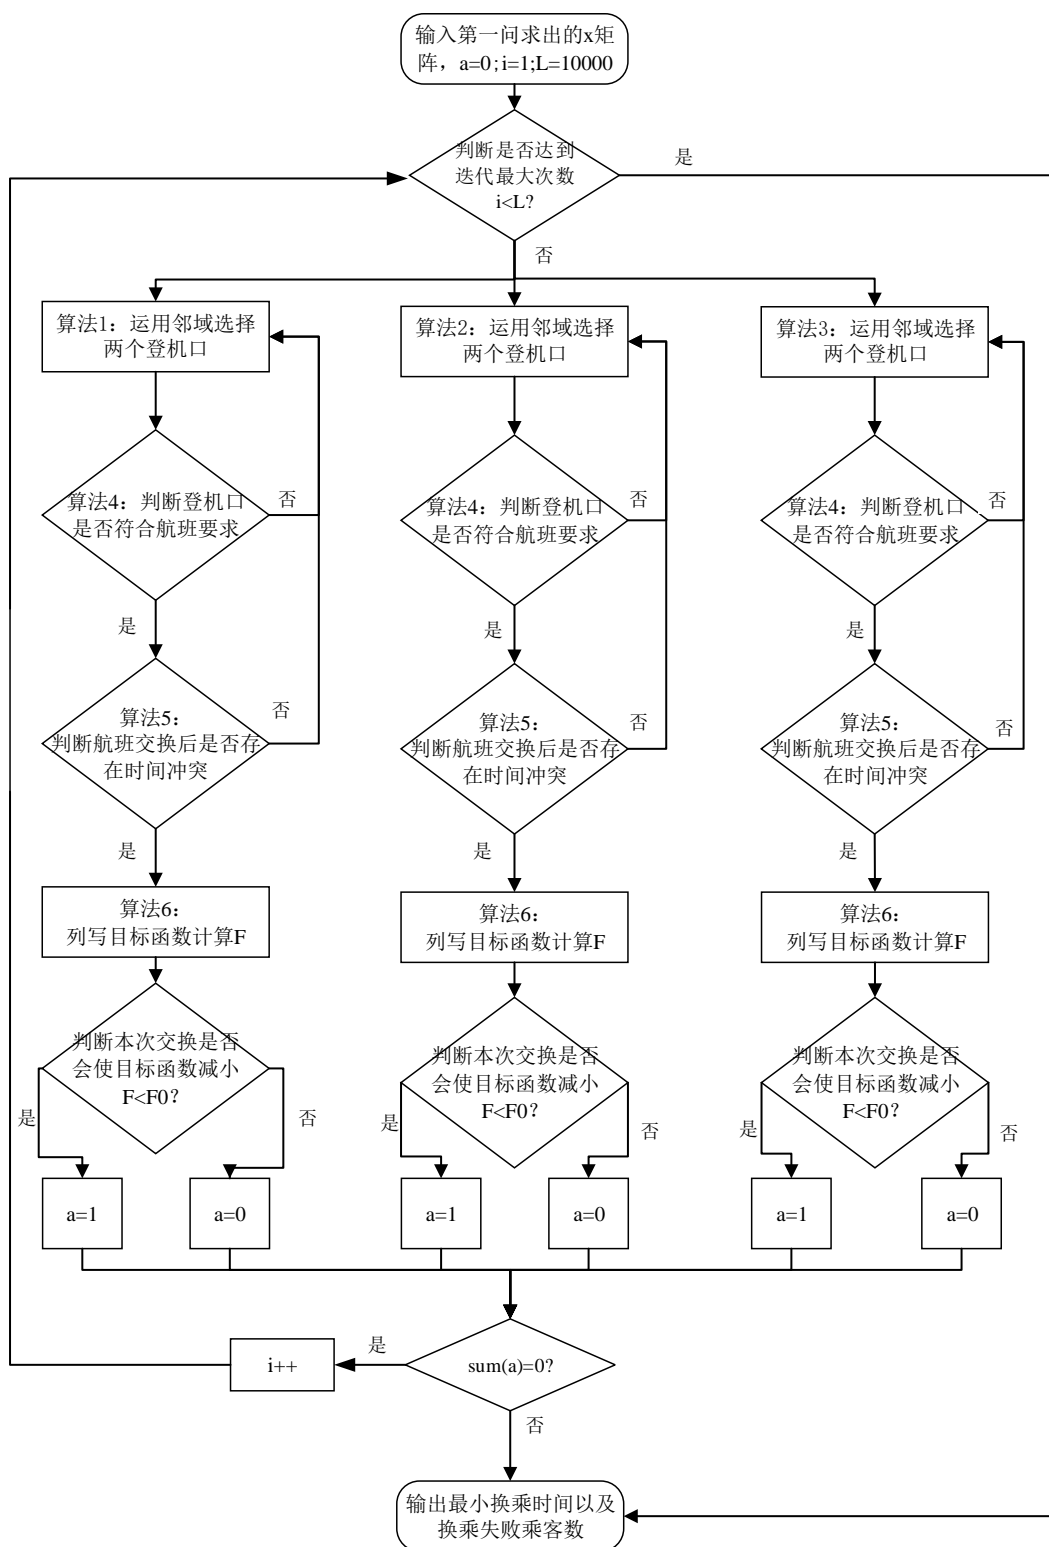 输入第一问求出的x矩
阵，a=0;i=1;L=10000
判断是否达到
迭代最大次数
i<L?
是
否
算法1：运用邻域选择
两个登机口
算法2：运用邻域选择
两个登机口
算法3：运用邻域选择
两个登机口
算法4：判断登机口
是否符合航班要求
否
算法4：判断登机口
是否符合航班要求
否
算法4：判断登机口
是否符合航班要求
否
是
是
是
算法5：
判断航班交换后是否存
在时间冲突
否
算法5：
判断航班交换后是否存
在时间冲突
否
算法5：
判断航班交换后是否存
在时间冲突
否
是
是
是
算法6：
列写目标函数计算F
算法6：
列写目标函数计算F
算法6：
列写目标函数计算F
判断本次交换是否
会使目标函数减小
F<F0?
是
否
判断本次交换是否
会使目标函数减小
F<F0?
是
否
判断本次交换是否
会使目标函数减小
F<F0?
是
否
a=1
a=0
a=1
a=0
a=1
a=0
i++
是
sum(a)=0?
否
输出最小换乘时间以及
换乘失败乘客数